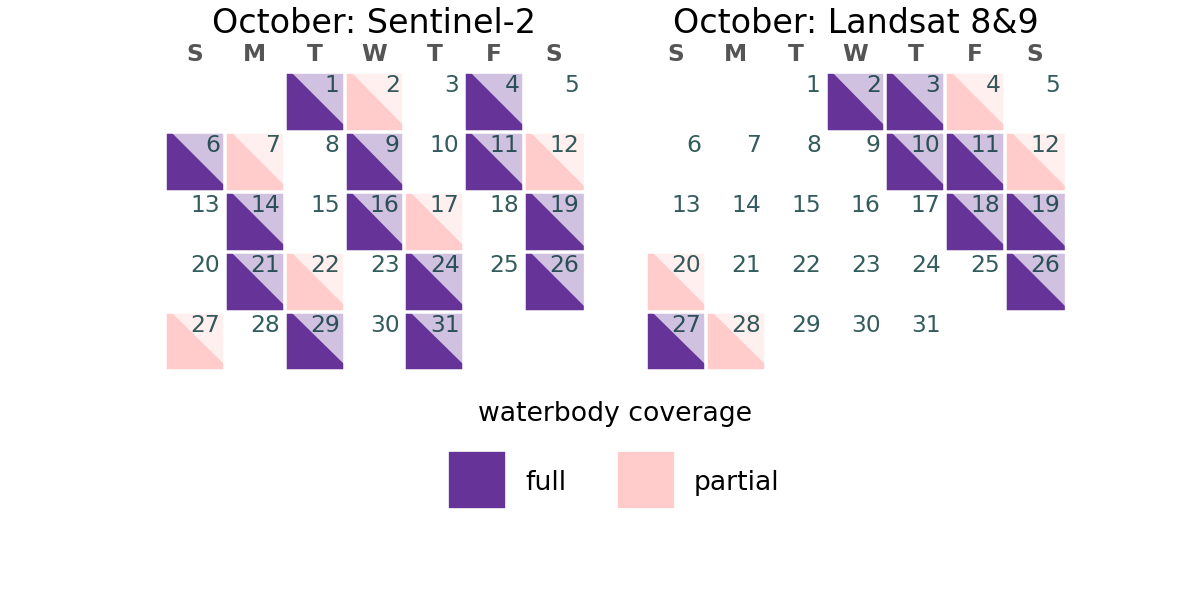 October: Sentinel-2
S M T W T F S
1 2 3 4 5
6 7 8 9 10 11 12
13 14 15 16 17 18 19
20 21 22 23 24 25 26
27 28 29 30 31
October: Landsat 8&9
S M T W T F S
1 2 3 4 5
6 7 8 9 10 11 12
13 14 15 16 17 18 19
20 21 22 23 24 25 26
27 28 29 30 31
waterbody coverage
full partial